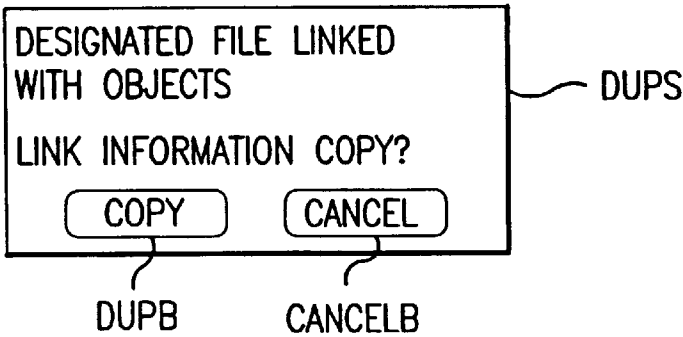 DESIGNATED FILE LINKED
WITH OBJECTS
DUPS
LINK INFORMATION COPY?
COPY CANCEL
DUPB CANCELB